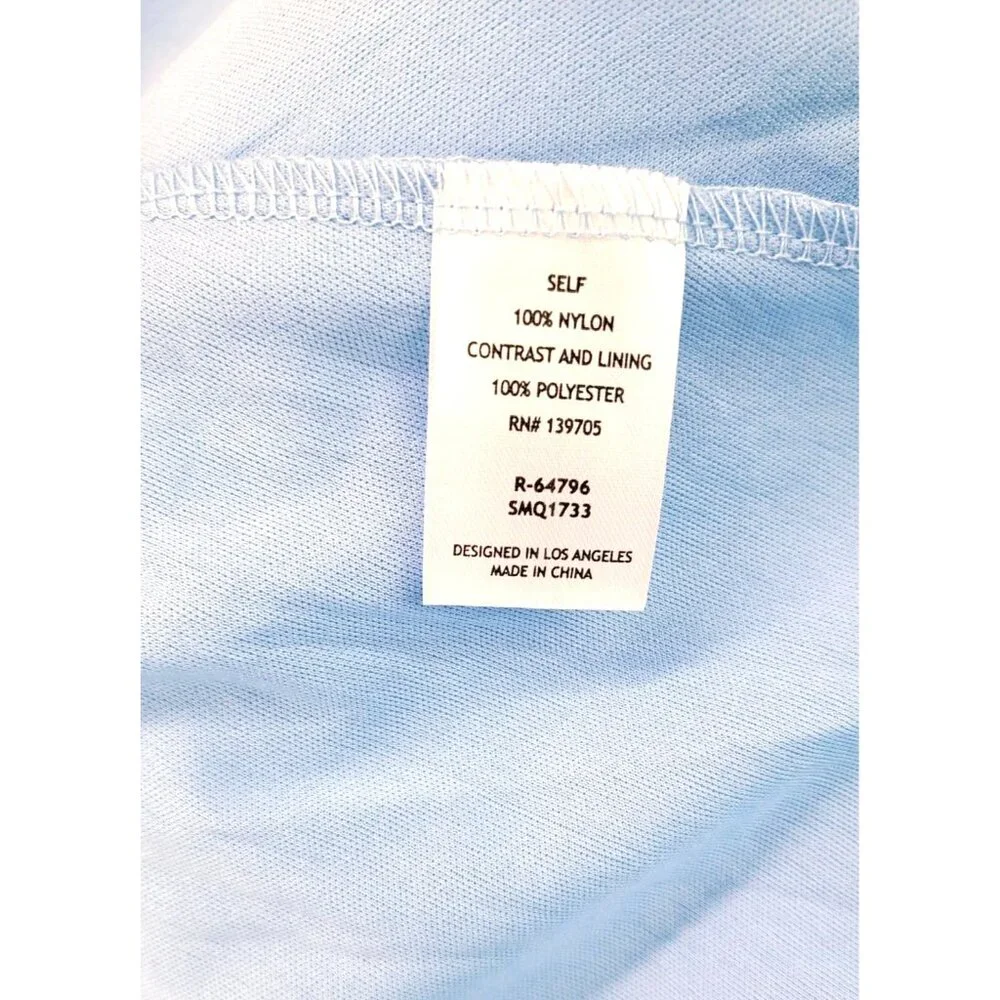 SELF
100% NYLON
CONTRAST AND LINING
100% POLYESTER
RN# 139705
R-64796
SMQ1733
DESIGNED IN LOS ANGELES
MADE IN CHINA